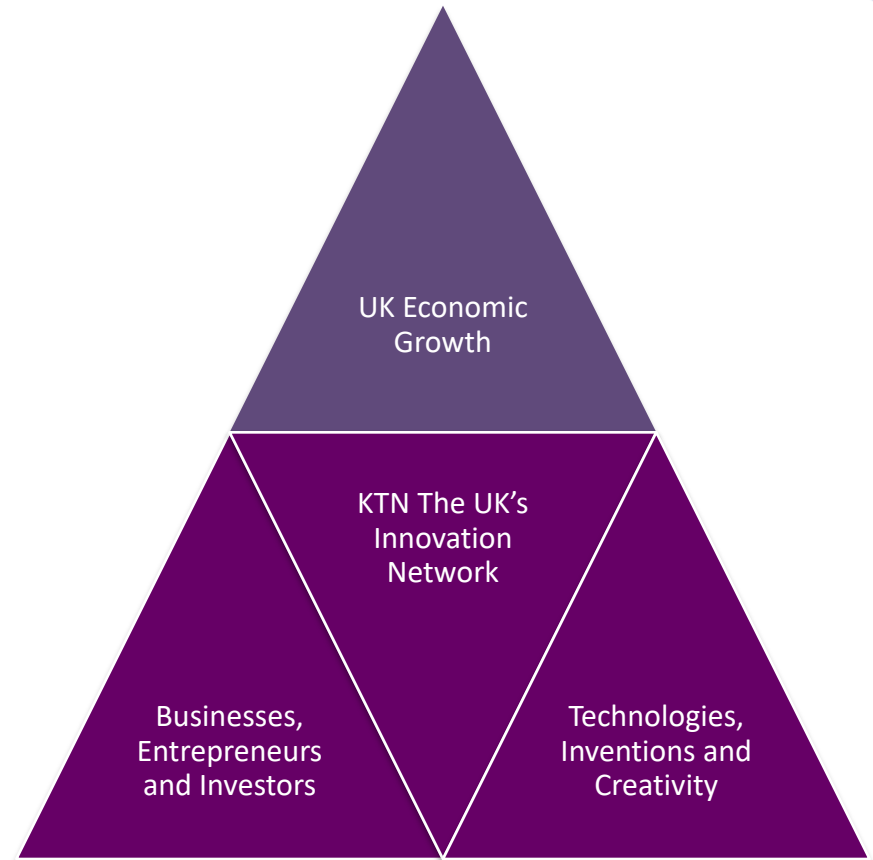 UK Economic
Growth
KTN The UK’s
Innovation
Network
Businesses,
Entrepreneurs
and Investors
Technologies,
Inventions and
Creativity